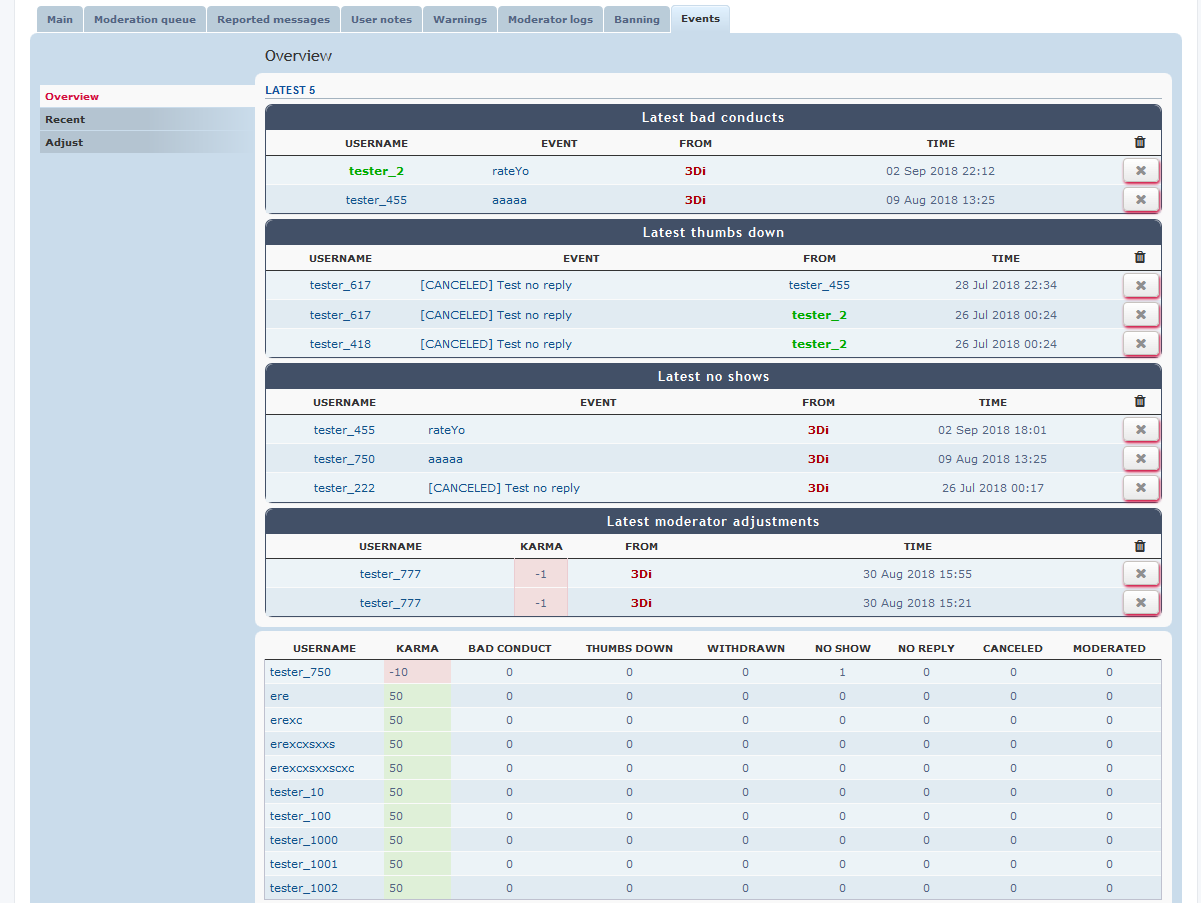 Main Moderation queue Reported messages User notes Warnings Moderator logs Banning Events
Overview
Overview
Recent
Adjust
LATEST 5
Latest bad conducts
USERNAME EVENT FROM TIME
tester_2 rateYo 3Di 02 Sep 2018 22:12
tester_455 aaaaa 3Di 09 Aug 2018 13:25
Latest thumbs down
USERNAME EVENT FROM TIME
tester_617 [CANCELED] Test no reply tester_455 28 Jul 2018 22:34
tester_617 [CANCELED] Test no reply tester_2 26 Jul 2018 00:24
tester_418 [CANCELED] Test no reply tester_2 26 Jul 2018 00:24
Latest no shows
USERNAME EVENT FROM TIME
tester_455 rateYo 3Di 02 Sep 2018 18:01
tester_750 aaaaa 3Di 09 Aug 2018 13:25
tester_222 [CANCELED] Test no reply 3Di 26 Jul 2018 00:17
Latest moderator adjustments
USERNAME KARMA FROM TIME
tester_777 -1 3Di 30 Aug 2018 15:55
tester_777 -1 3Di 30 Aug 2018 15:21
USERNAME KARMA BAD CONDUCT THUMBS DOWN WITHDRAWN NO SHOW NO REPLY CANCELED MODERATED
tester_750 -10 0 0 0 1 0 0 0
ere 50 0 0 0 0 0 0 0
erexc 50 0 0 0 0 0 0 0
erexcxsxxs 50 0 0 0 0 0 0 0
erexcxsxxscxc 50 0 0 0 0 0 0 0
tester_10 50 0 0 0 0 0 0 0
tester_100 50 0 0 0 0 0 0 0
tester_1000 50 0 0 0 0 0 0 0
tester_1001 50 0 0 0 0 0 0 0
tester_1002 50 0 0 0 0 0 0 0